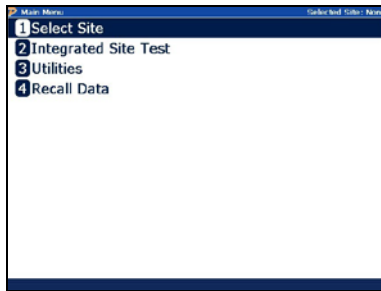 Main Menu Selected Site: Non
1 Select Site
2 Integrated Site Test
3 Utilities
4 Recall Data